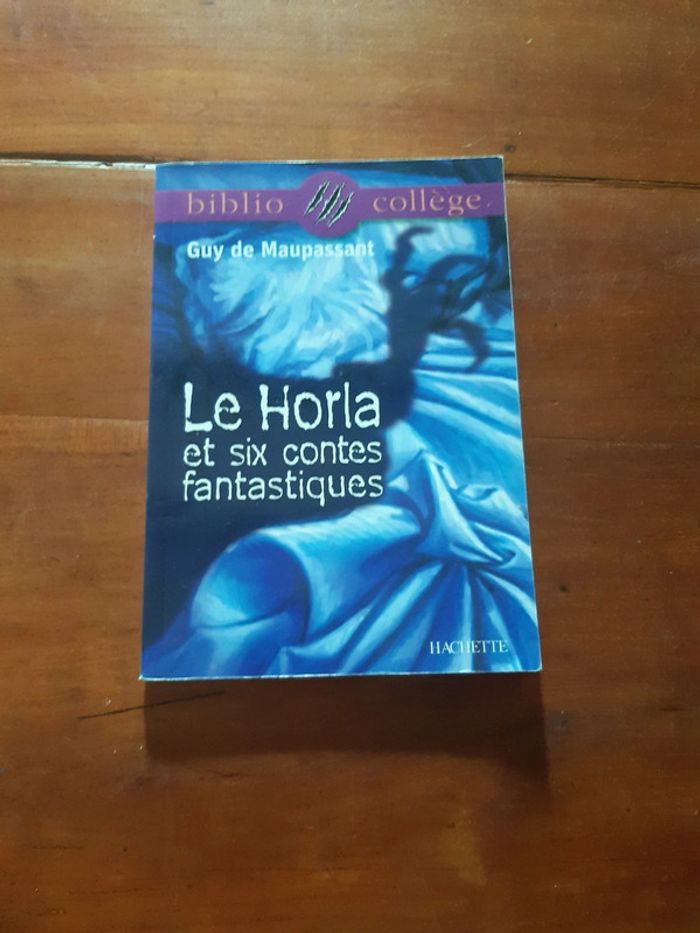 biblio collège
Guy de Maupassant
Le Horla
et six contes
fantastiques
HACHETTE